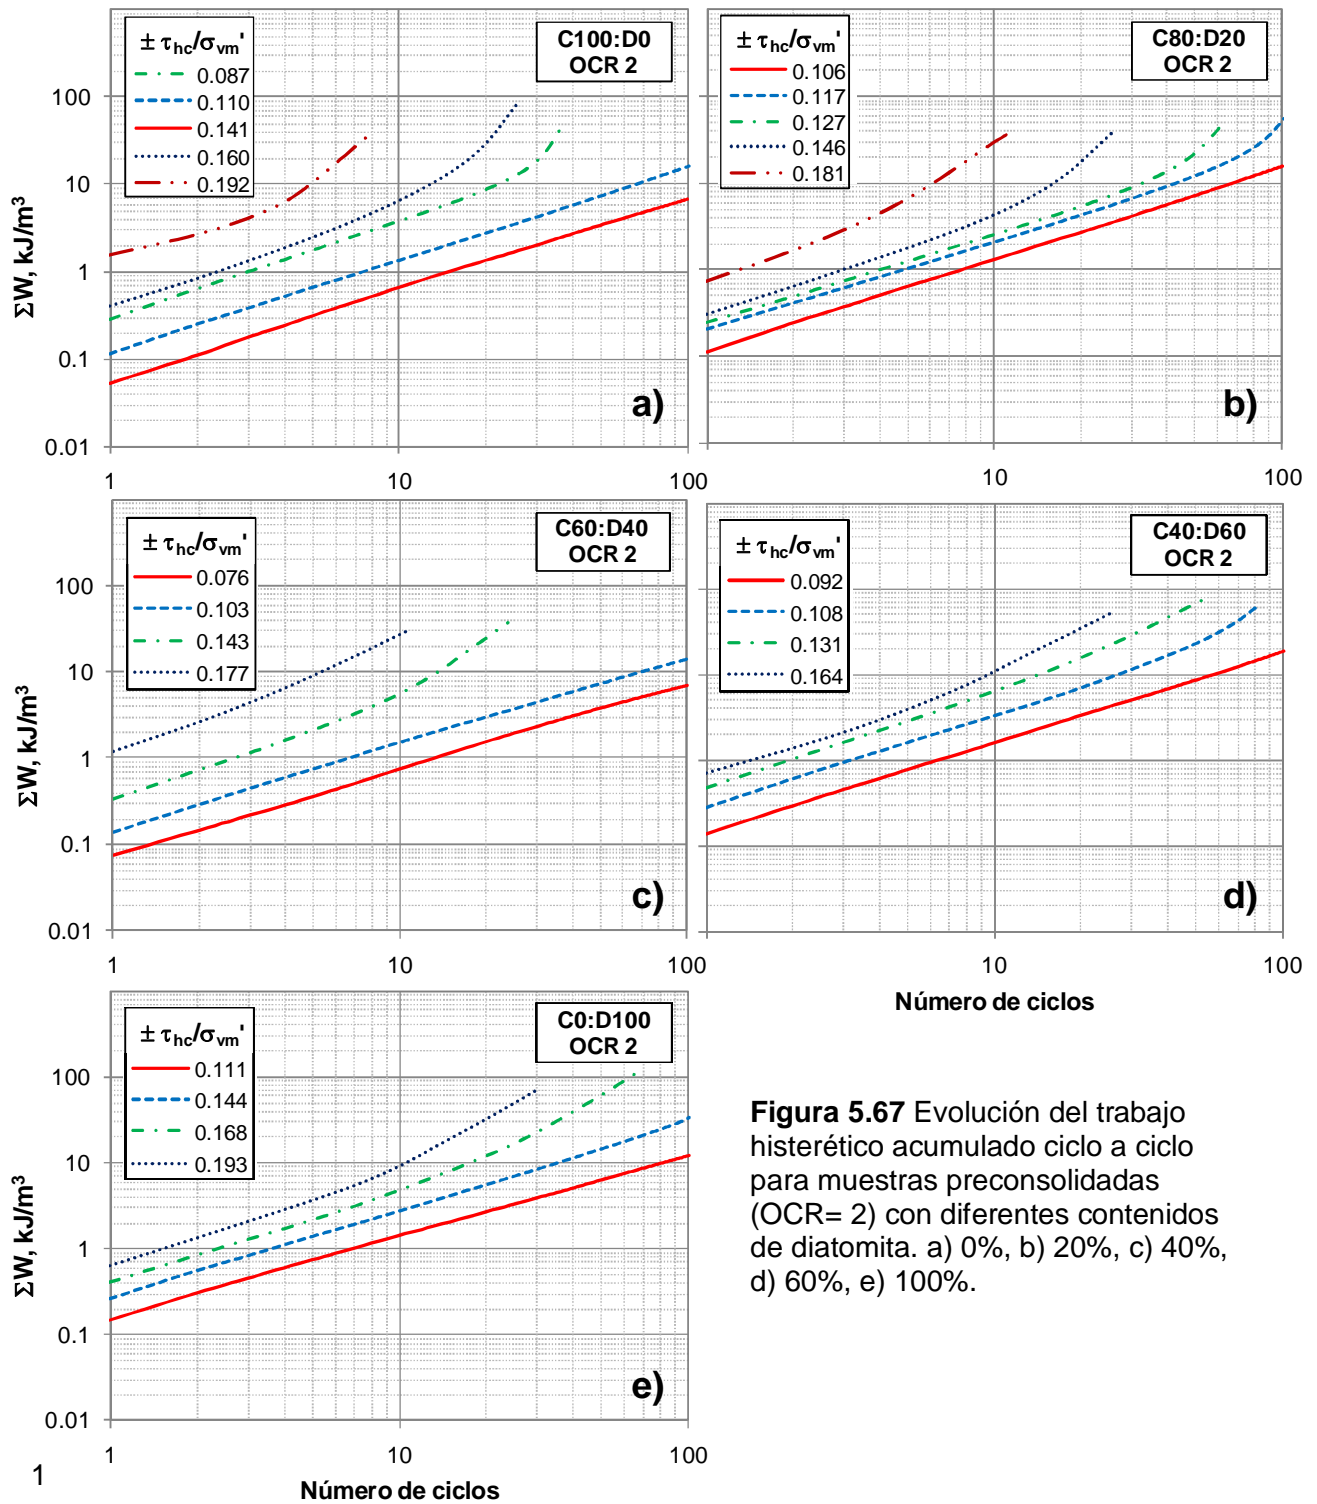 ± τhc/σvm'
0.087
0.110
0.141
0.160
0.192
C100:D0
OCR 2
ΣW, kJ/m³
100
10
1
0.1
0.01
a)
1
10
100
± τhc/σvm'
0.106
0.117
0.127
0.146
0.181
C80:D20
OCR 2
b)
10
100
± τhc/σvm'
0.076
0.103
0.143
0.177
C60:D40
OCR 2
ΣW, kJ/m³
100
10
1
0.1
0.01
c)
1
10
100
± τhc/σvm'
0.092
0.108
0.131
0.164
C40:D60
OCR 2
d)
10
100
Número de ciclos
± τhc/σvm'
0.111
0.144
0.168
0.193
C0:D100
OCR 2
ΣW, kJ/m³
100
10
1
0.1
0.01
e)
1
10
100
Número de ciclos
Figura 5.67 Evolución del trabajo
histerético acumulado ciclo a ciclo
para muestras preconsolidadas
(OCR= 2) con diferentes contenidos
de diatomita. a) 0%, b) 20%, c) 40%,
d) 60%, e) 100%.
1